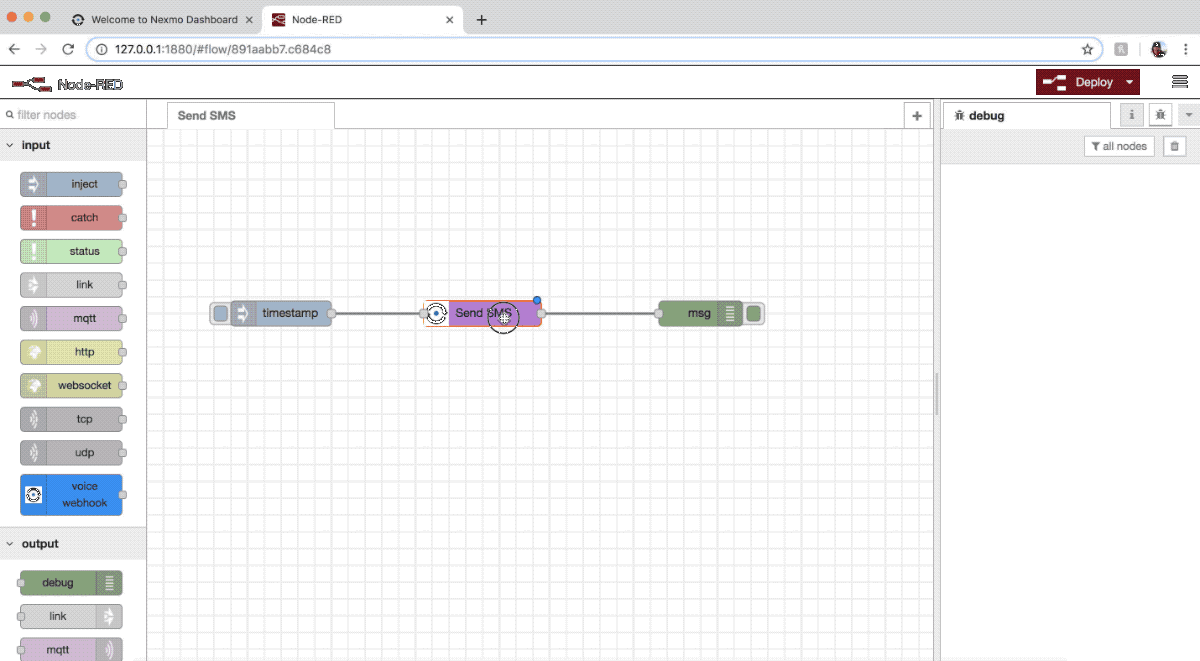 Welcome to Nexmo Dashboard
Node-RED
127.0.0.1:1880/#flow/891aabb7.c684c8
Node-RED
Deploy
filter nodes
Send SMS
debug
all nodes
input
inject
catch
status
link
mqtt
http
websocket
tcp
udp
voice
webhook
output
debug
link
mqtt
timestamp
Send SMS
msg